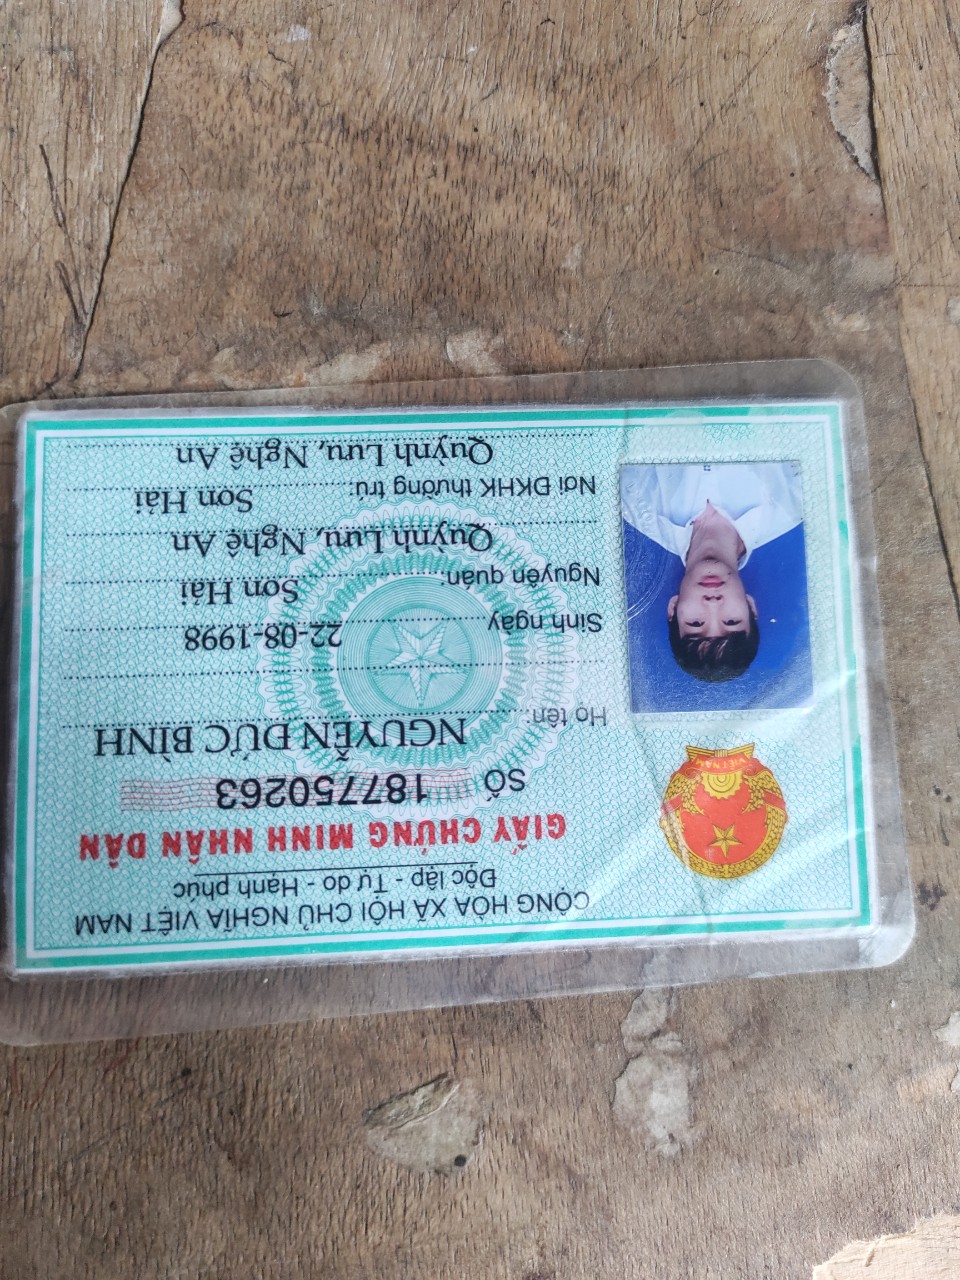 CỘNG HÒA XÃ HỘI CHỦ NGHĨA VIỆT NAM
Độc lập - Tự do - Hạnh phúc
GIẤY CHỨNG MINH NHÂN DÂN
SỐ 187750263
Họ tên: NGUYỄN ĐỨC BÌNH
Sinh ngày 22-08-1998
Nguyên quán: Sơn Hải
Quỳnh Lưu, Nghệ An
Nơi ĐKHK thường trú: Sơn Hải
Quỳnh Lưu, Nghệ An
VIỆT NAM